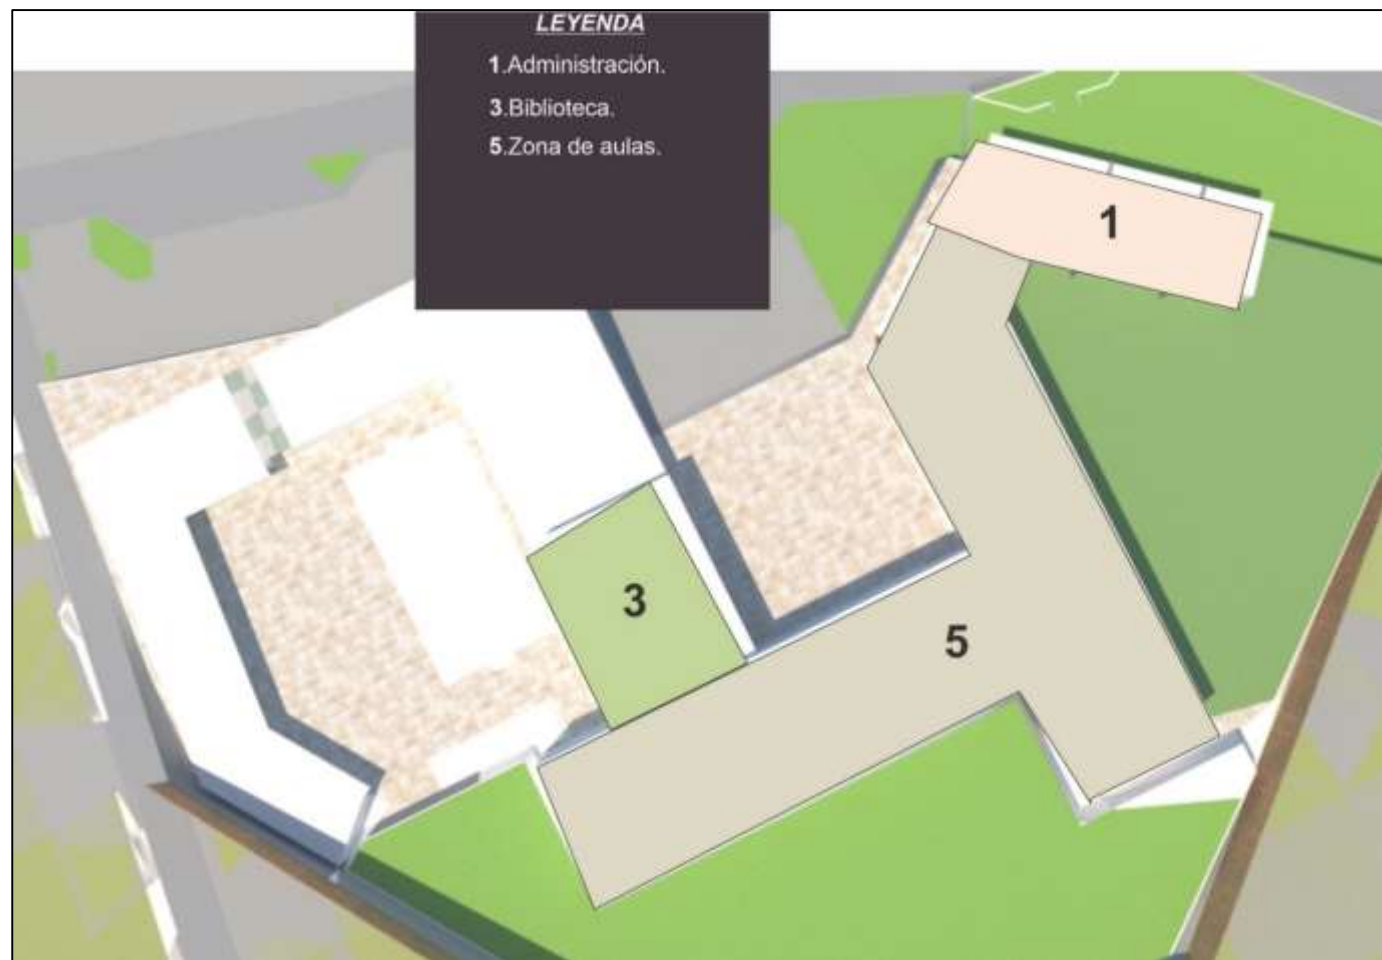 LEYENDA
1.Administración.
3.Biblioteca.
5.Zona de aulas.
1
3
5